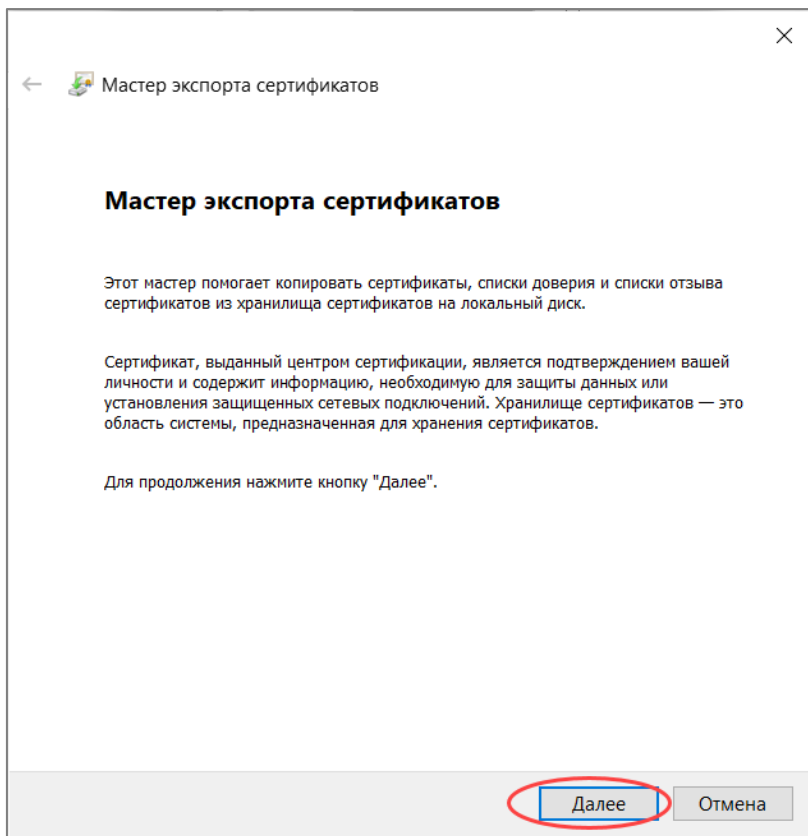 Мастер экспорта сертификатов
Мастер экспорта сертификатов
Этот мастер помогает копировать сертификаты, списки доверия и списки отзыва
сертификатов из хранилища сертификатов на локальный диск.
Сертификат, выданный центром сертификации, является подтверждением вашей
личности и содержит информацию, необходимую для защиты данных или
установления защищенных сетевых подключений. Хранилище сертификатов — это
область системы, предназначенная для хранения сертификатов.
Для продолжения нажмите кнопку "Далее".
Далее
Отмена